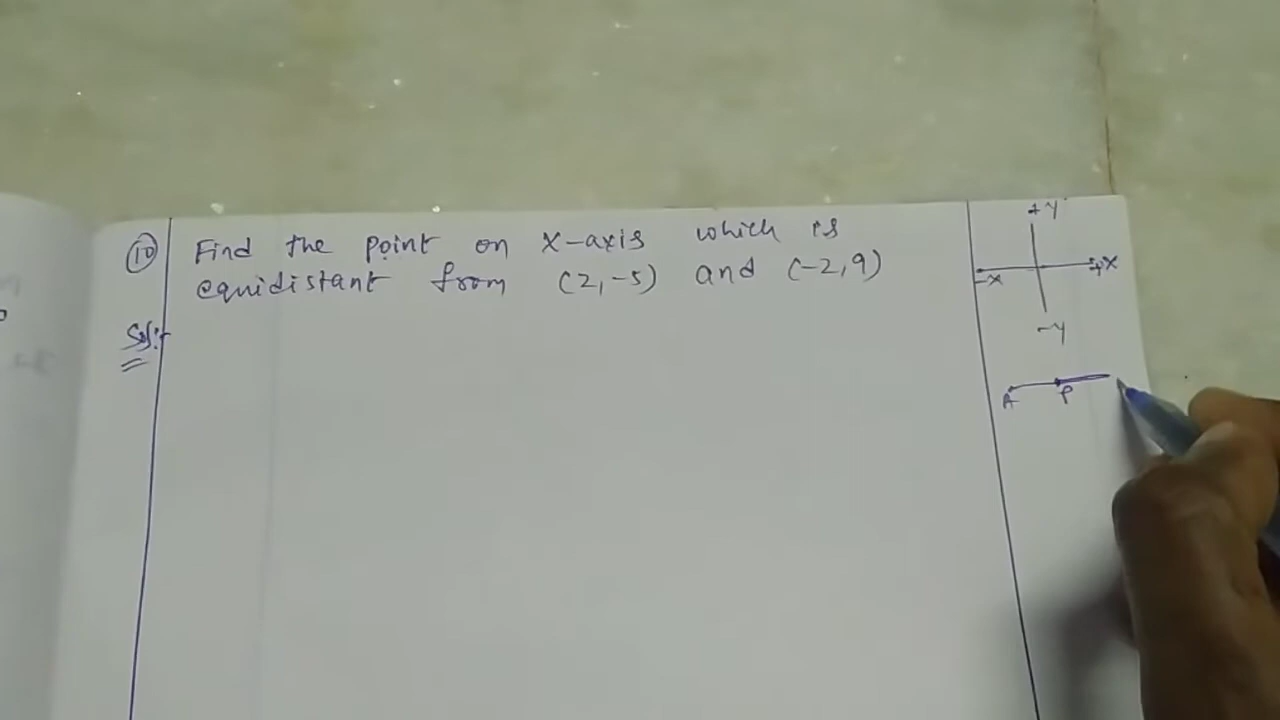 10 Find the point on X-axis which is
equidistant from (2,-5) and (-2,9)
Sol:-
+Y
-X +X
-Y
A P